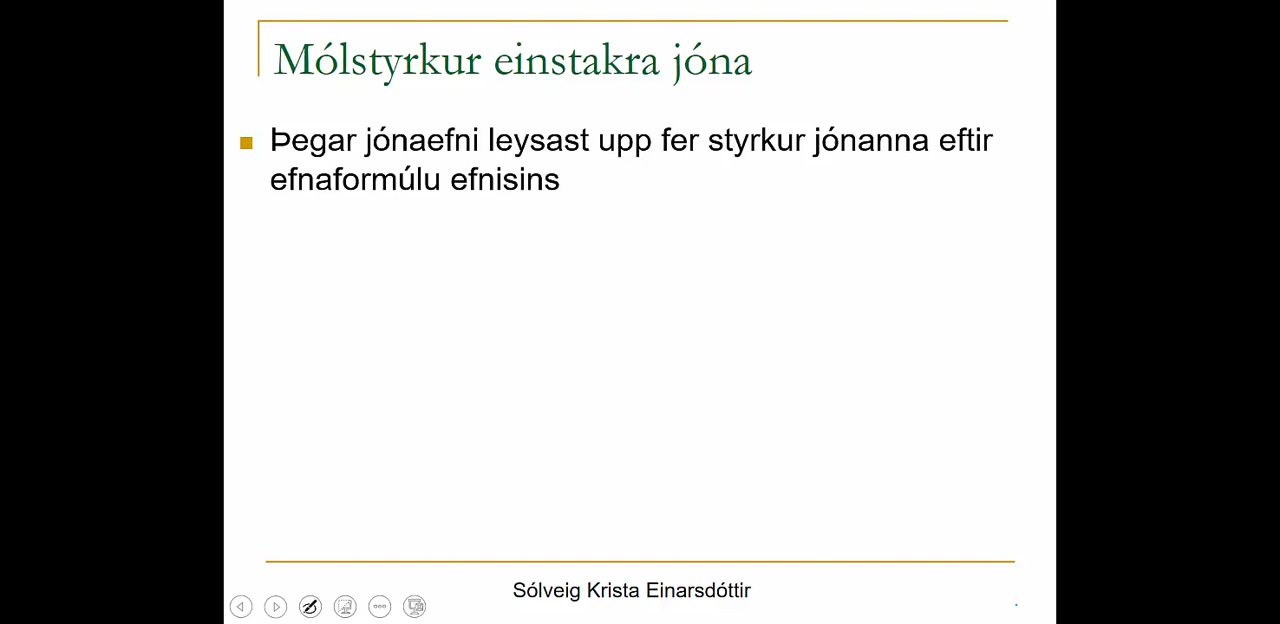 Mólstyrkur einstakra jóna
Þegar jónaefni leysast upp fer styrkur jónanna eftir
efnaformúlu efnisins
Sólveig Krista Einarsdóttir